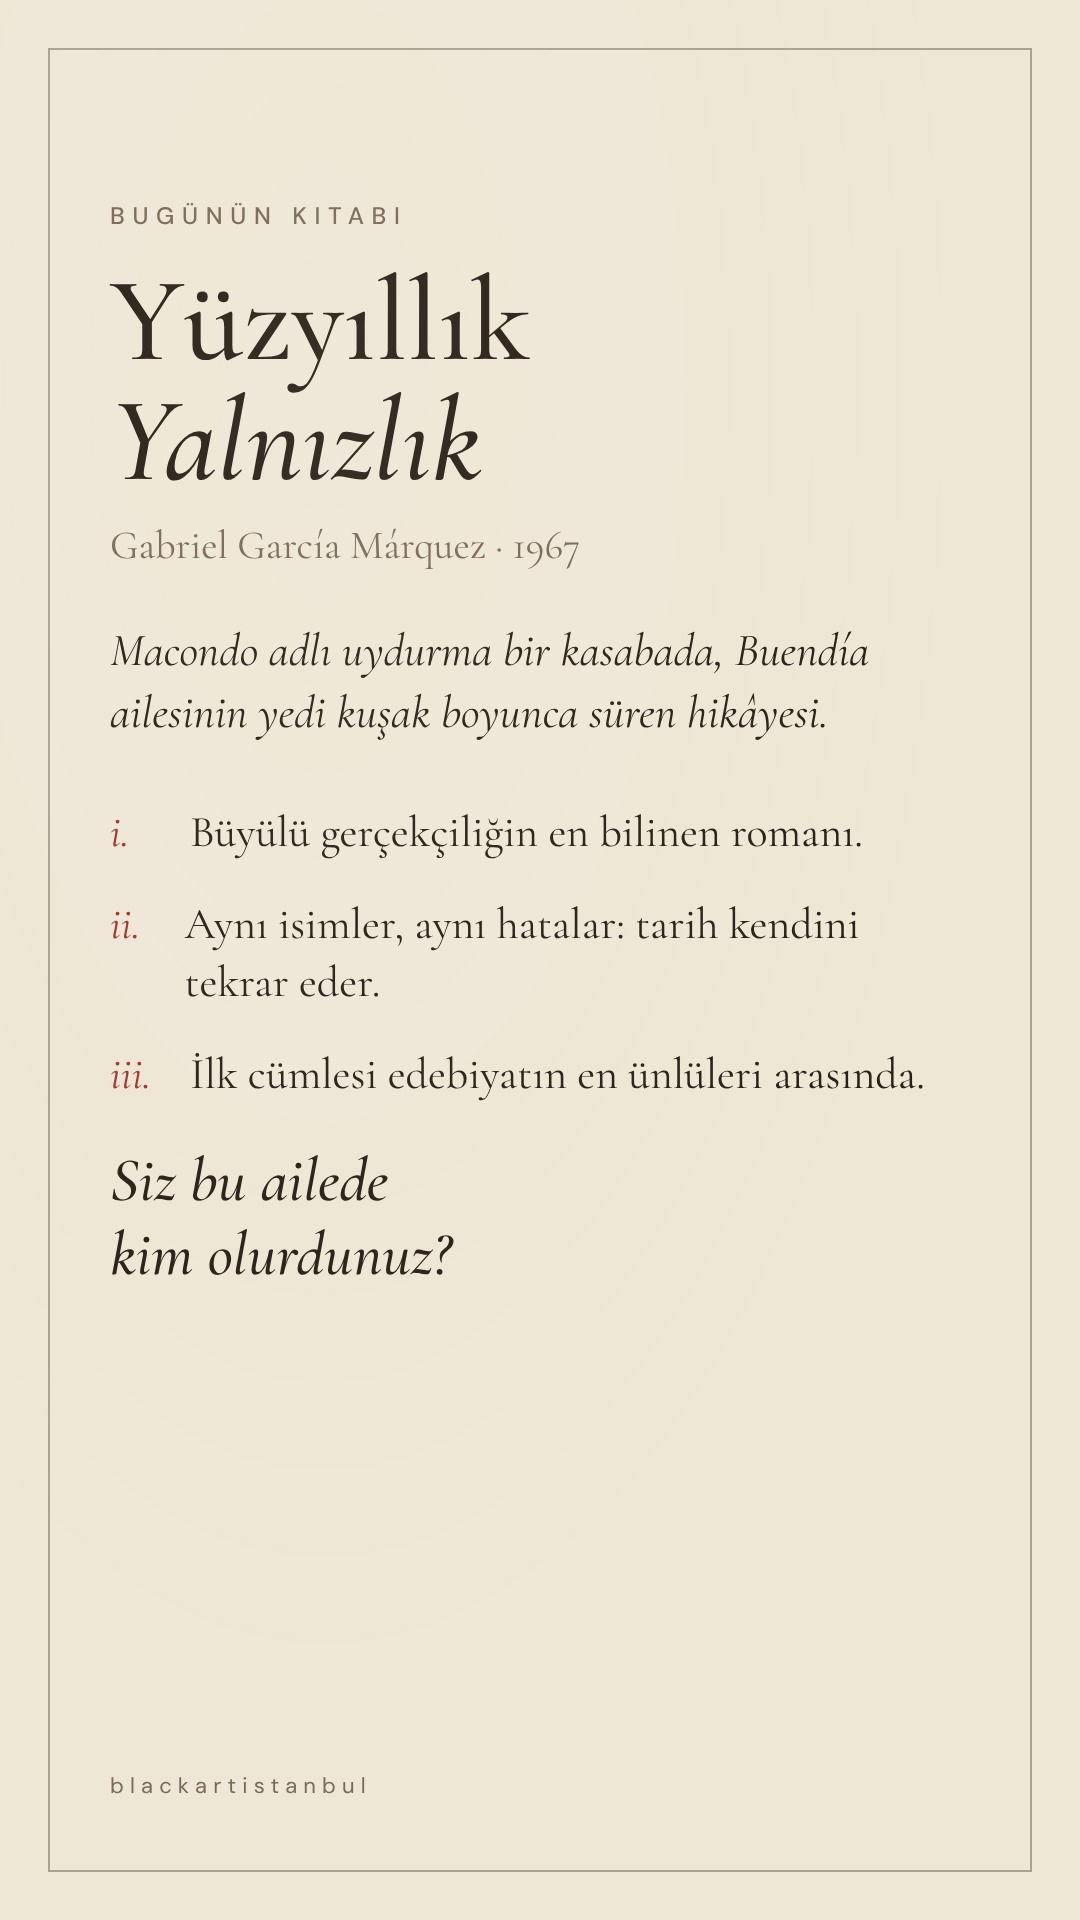 BUGÜNÜN KITABI
Yüzyıllık
Yalnızlık
Gabriel García Márquez · 1967
Macondo adlı uydurma bir kasabada, Buendía
ailesinin yedi kuşak boyunca süren hikâyesi.
i. Büyülü gerçekçiliğin en bilinen romanı.
ii. Aynı isimler, aynı hatalar: tarih kendini
tekrar eder.
iii. İlk cümlesi edebiyatın en ünlüleri arasında.
Siz bu ailede
kim olurdunuz?
blackartistanbul